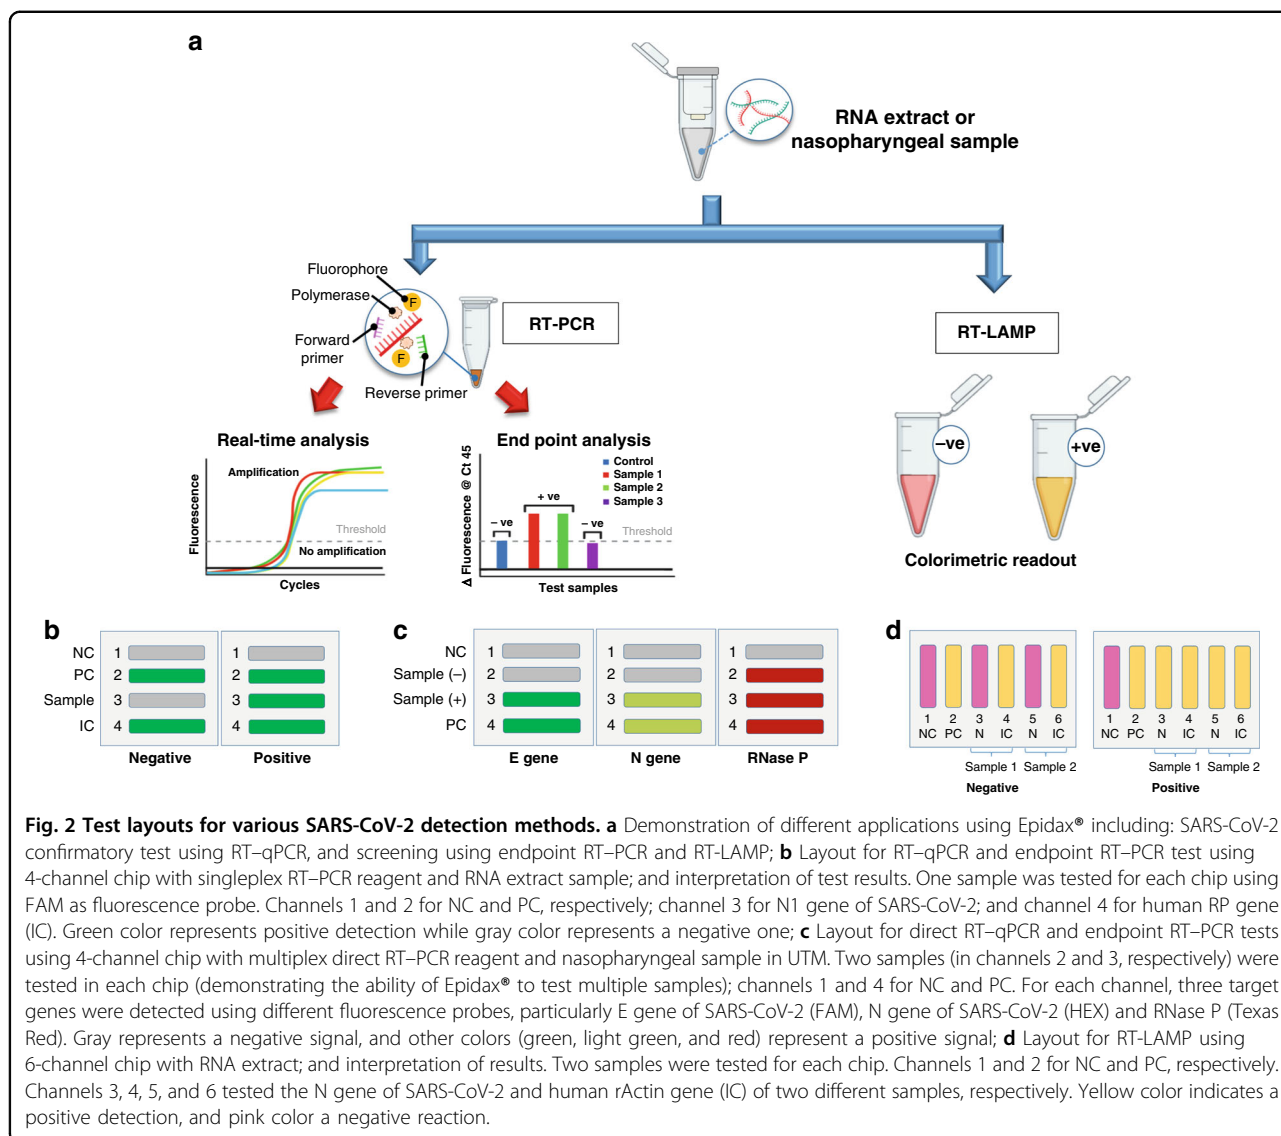 a
RNA extract or
nasopharyngeal sample
Fluorophore
Polymerase
Forward
primer
Reverse primer
F
F
RT-PCR
RT-LAMP
Real-time analysis
Fluorescence
Amplification
Threshold
No amplification
Cycles
End point analysis
Δ Fluorescence @ Ct 45
Control
Sample 1
Sample 2
Sample 3
– ve
+ ve
– ve
Threshold
Test samples
–ve
+ve
Colorimetric readout
b
NC 1 1
PC 2 2
Sample 3 3
IC 4 4
Negative Positive
c
NC 1 1 1
Sample (–) 2 2 2
Sample (+) 3 3 3
PC 4 4 4
E gene N gene RNase P
d
1 2 3 4 5 6
NC PC N IC N IC
Sample 1 Sample 2
Negative
1 2 3 4 5 6
NC PC N IC N IC
Sample 1 Sample 2
Positive
Fig. 2 Test layouts for various SARS-CoV-2 detection methods. a Demonstration of different applications using Epidax® including: SARS-CoV-2
confirmatory test using RT–qPCR, and screening using endpoint RT–PCR and RT-LAMP; b Layout for RT–qPCR and endpoint RT–PCR test using
4-channel chip with singleplex RT–PCR reagent and RNA extract sample; and interpretation of test results. One sample was tested for each chip using
FAM as fluorescence probe. Channels 1 and 2 for NC and PC, respectively; channel 3 for N1 gene of SARS-CoV-2; and channel 4 for human RP gene
(IC). Green color represents positive detection while gray color represents a negative one; c Layout for direct RT–qPCR and endpoint RT–PCR tests
using 4-channel chip with multiplex direct RT–PCR reagent and nasopharyngeal sample in UTM. Two samples (in channels 2 and 3, respectively) were
tested in each chip (demonstrating the ability of Epidax® to test multiple samples); channels 1 and 4 for NC and PC. For each channel, three target
genes were detected using different fluorescence probes, particularly E gene of SARS-CoV-2 (FAM), N gene of SARS-CoV-2 (HEX) and RNase P (Texas
Red). Gray represents a negative signal, and other colors (green, light green, and red) represent a positive signal; d Layout for RT-LAMP using
6-channel chip with RNA extract; and interpretation of results. Two samples were tested for each chip. Channels 1 and 2 for NC and PC, respectively.
Channels 3, 4, 5, and 6 tested the N gene of SARS-CoV-2 and human rActin gene (IC) of two different samples, respectively. Yellow color indicates a
positive detection, and pink color a negative reaction.